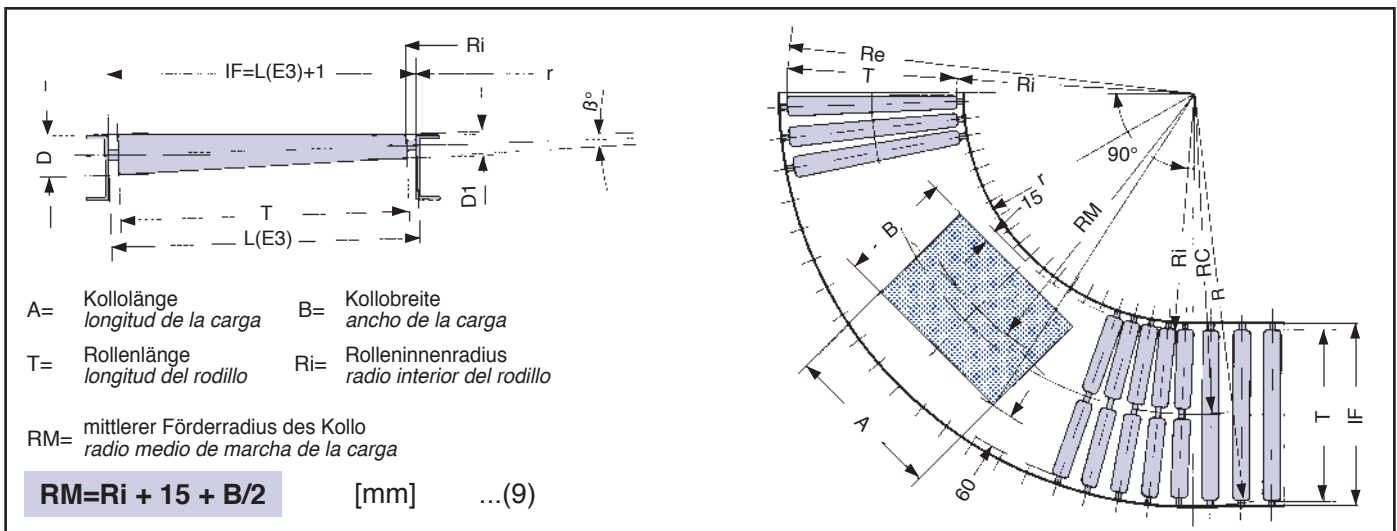 Ri
IF=L(E3)+1
r
ß°
D
D1
T
L(E3)
A= Kollolänge
longitud de la carga
B= Kollobreite
ancho de la carga
T= Rollenlänge
longitud del rodillo
Ri= Rolleninnenradius
radio interior del rodillo
RM= mittlerer Förderradius des Kollo
radio medio de marcha de la carga
RM=Ri + 15 + B/2 [mm] ...(9)
Re
T
Ri
90°
r
15
RM
B
Ri
RC
R
A
60
T
IF